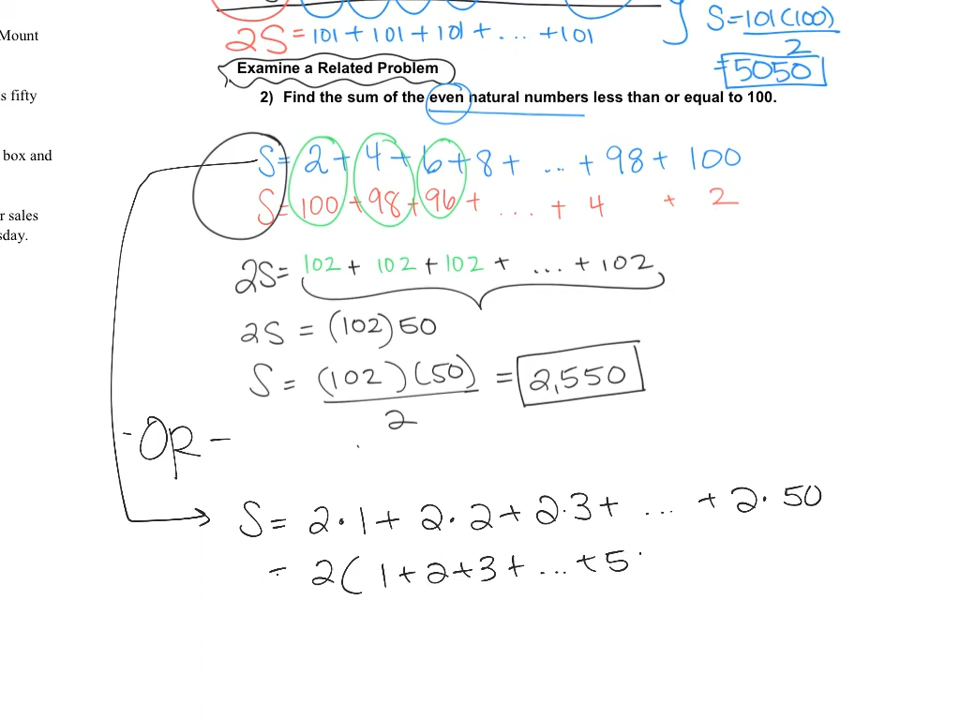 Mount
s fifty
box and
r sales
sday.
2S = 101 + 101 + 101 + ... + 101
S = 101(100)
2
= 5050
Examine a Related Problem
2) Find the sum of the even natural numbers less than or equal to 100.
S = 2 + 4 + 6 + 8 + ... + 98 + 100
S = 100 + 98 + 96 + ... + 4 + 2
2S = 102 + 102 + 102 + ... + 102
2S = (102)50
S = (102)(50) = 2,550
2
- OR -
S = 2·1 + 2·2 + 2·3 + ... + 2·50
= 2(1 + 2 + 3 + ... + 5